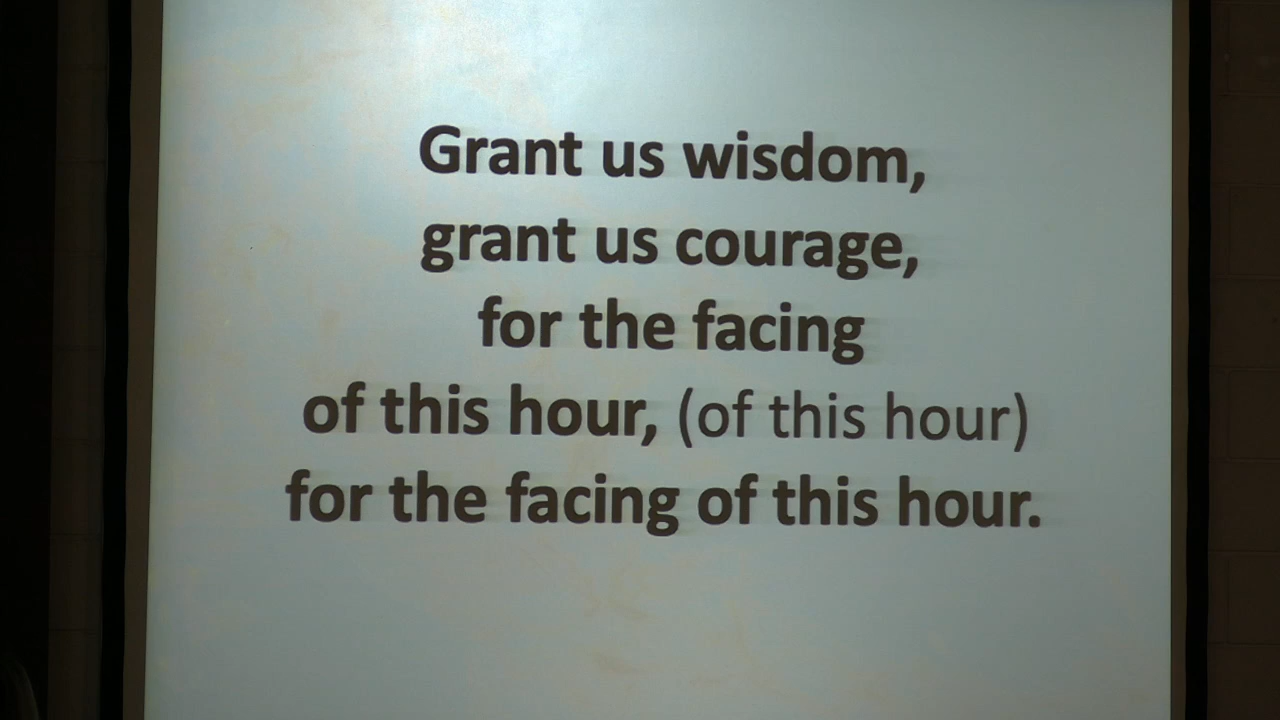 Grant us wisdom,
grant us courage,
for the facing
of this hour, (of this hour)
for the facing of this hour.